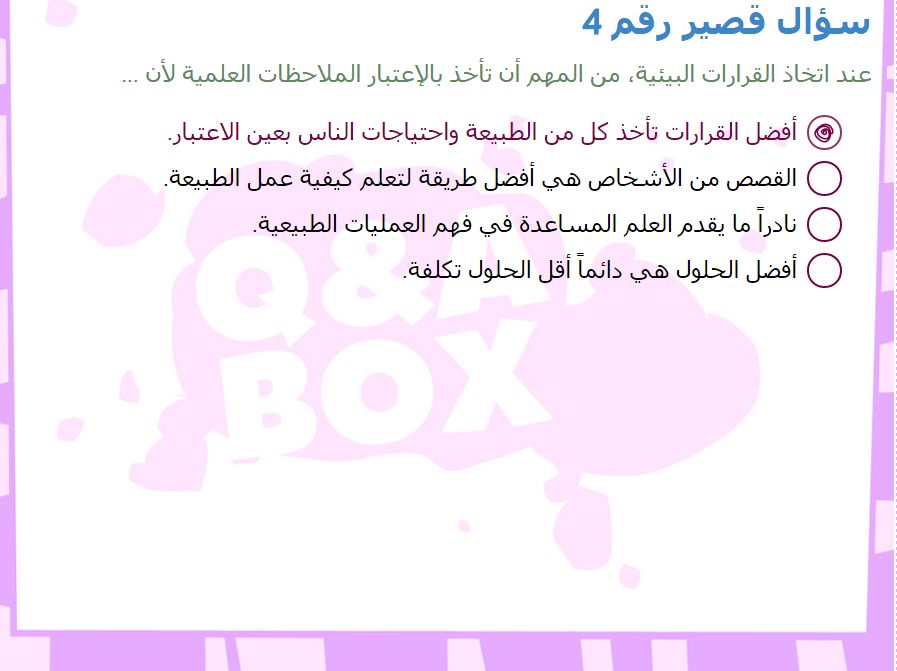 سؤال قصير رقم 4
عند اتخاذ القرارات البيئية، من المهم أن تأخذ بالإعتبار الملاحظات العلمية لأن ...
أفضل القرارات تأخذ كل من الطبيعة واحتياجات الناس بعين الاعتبار.
القصص من الأشخاص هي أفضل طريقة لتعلم كيفية عمل الطبيعة.
نادراً ما يقدم العلم المساعدة في فهم العمليات الطبيعية.
أفضل الحلول هي دائماً أقل الحلول تكلفة.
Q&A
BOX